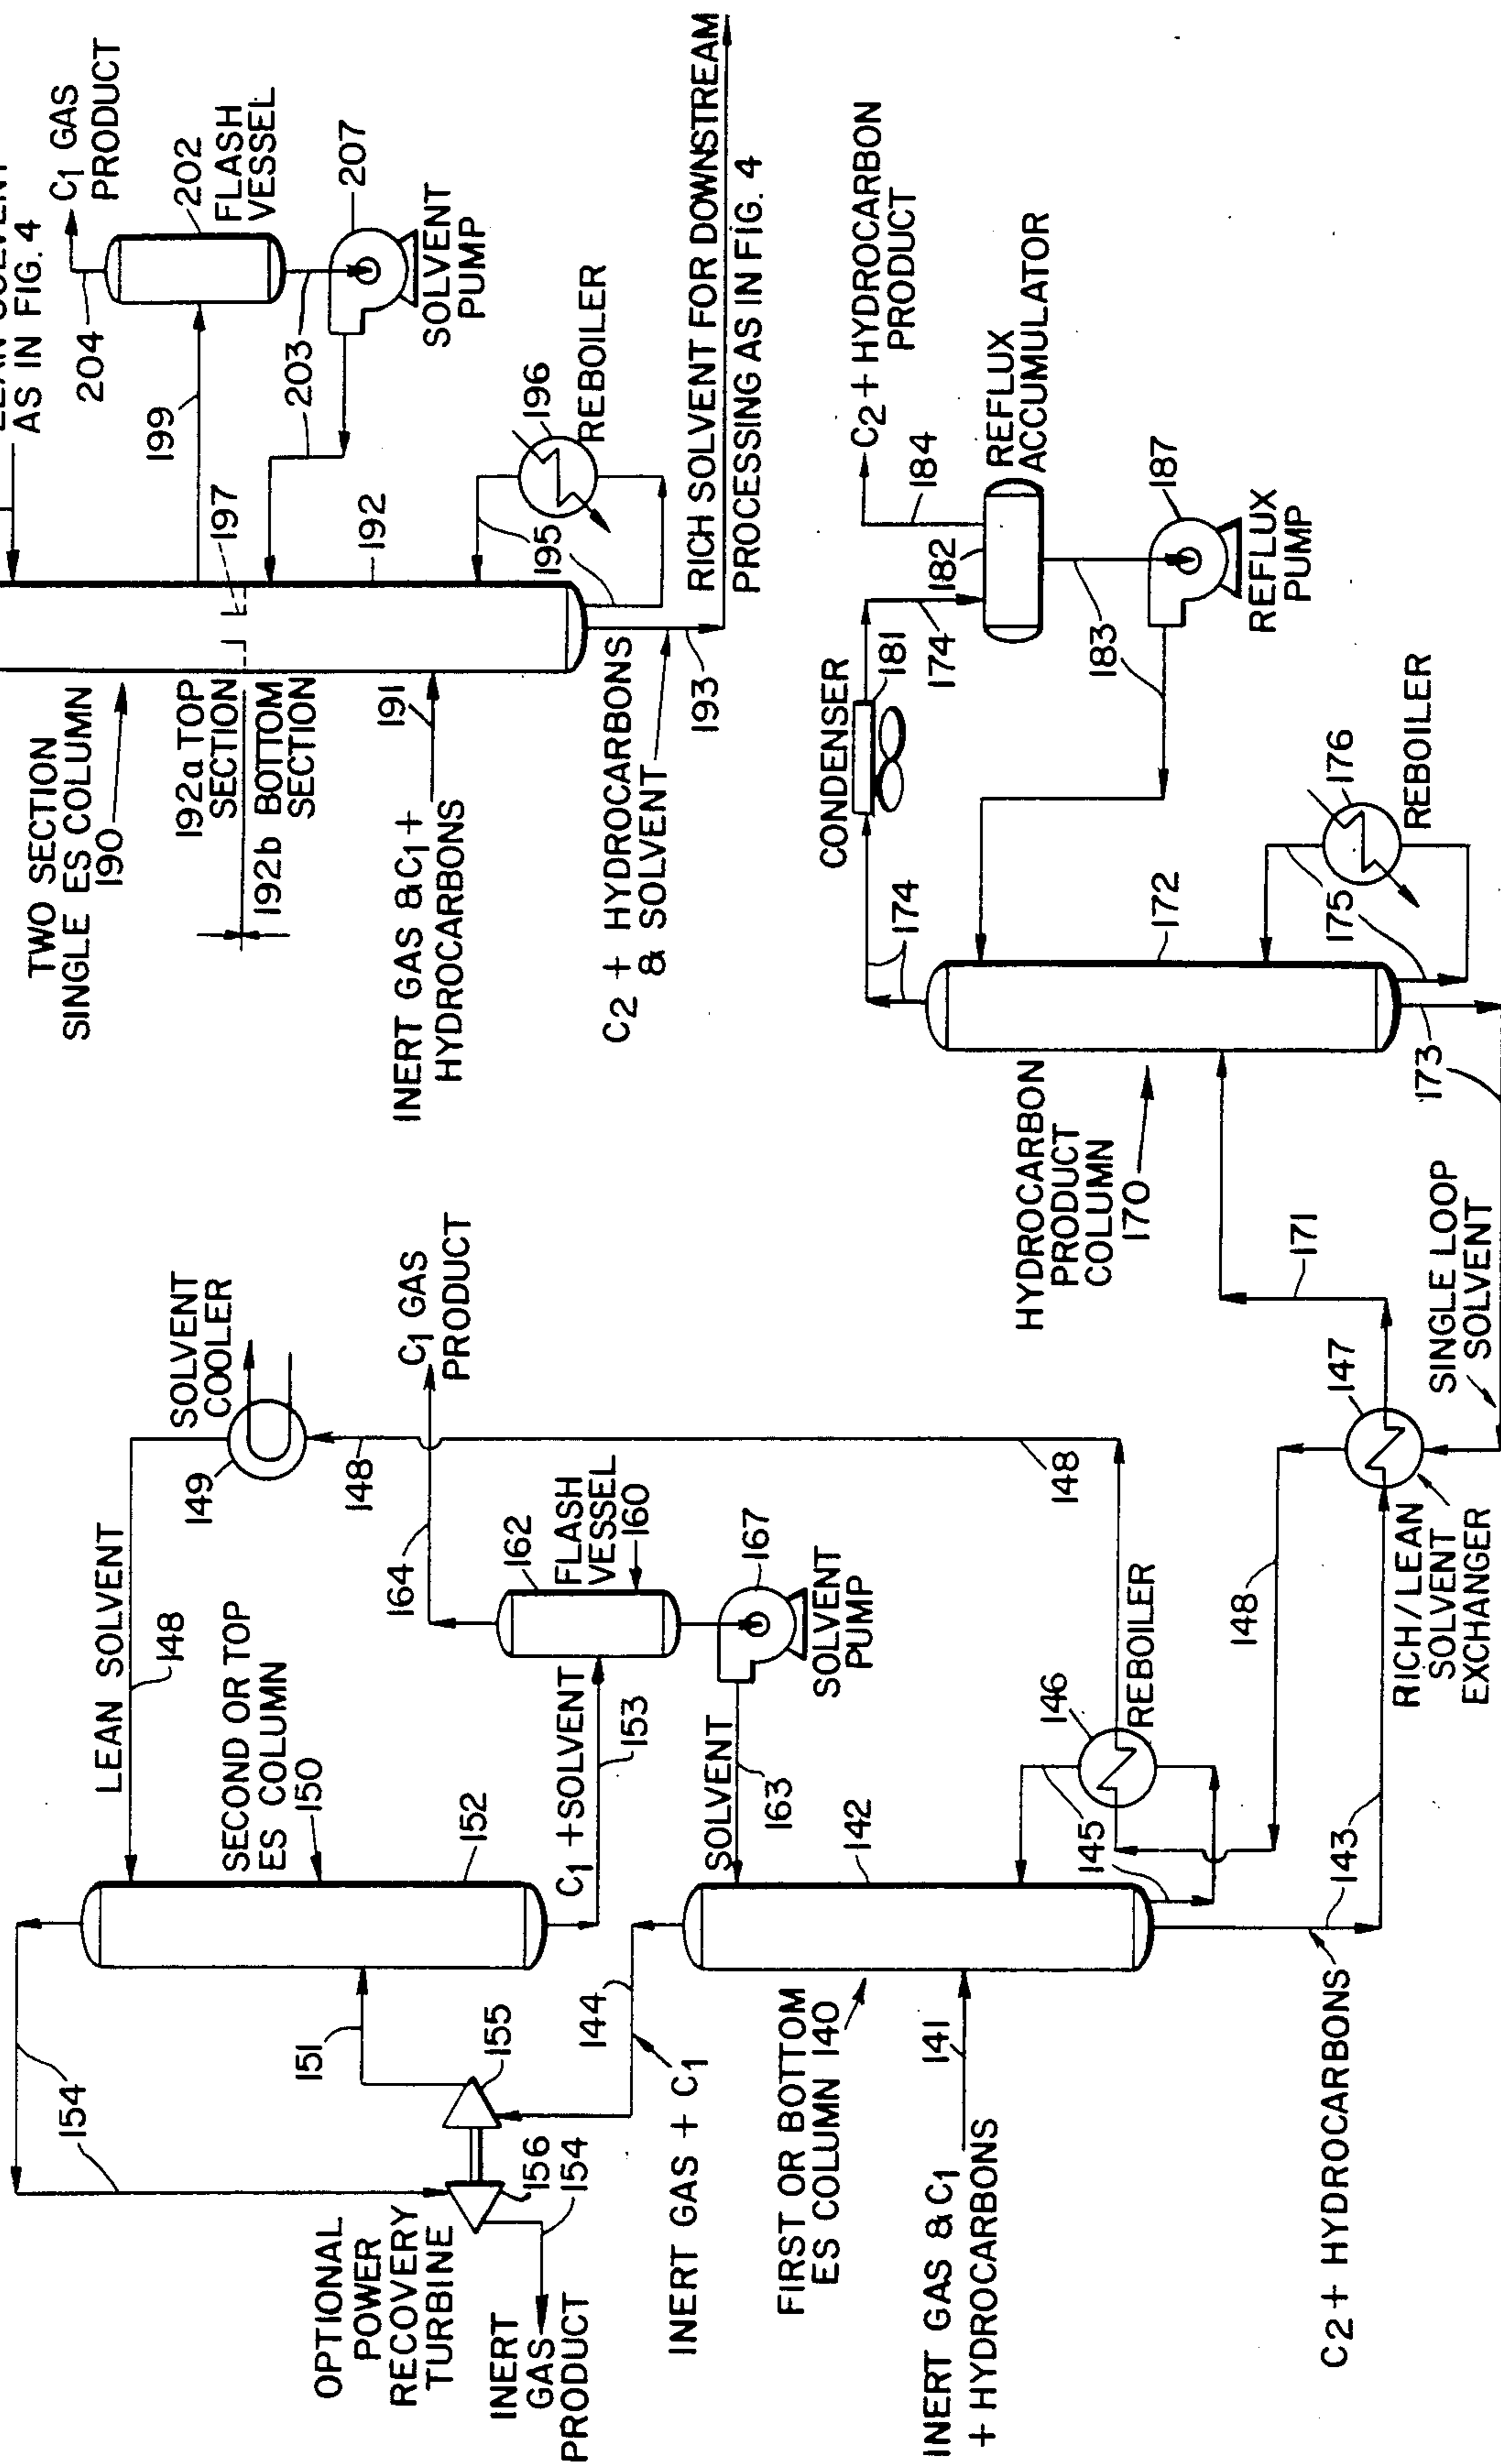 LEAN SOLVENT
AS IN FIG. 4
C1 GAS
PRODUCT
204
202
FLASH
VESSEL
199
203
207
SOLVENT
PUMP
197
192
196
REBOILER
195
TWO SECTION
SINGLE ES COLUMN
190
192a TOP
SECTION
192b BOTTOM
SECTION
191
INERT GAS & C1 +
HYDROCARBONS
C2 + HYDROCARBONS
& SOLVENT
193
RICH SOLVENT FOR DOWNSTREAM
PROCESSING AS IN FIG. 4
LEAN SOLVENT
148
149
SOLVENT
COOLER
148
SECOND OR TOP
ES COLUMN
150
152
154
151
155
156
154
OPTIONAL
POWER
RECOVERY
TURBINE
INERT
GAS
PRODUCT
C1 + SOLVENT
153
164
C1 GAS
PRODUCT
162
FLASH
VESSEL
160
167
SOLVENT
PUMP
SOLVENT
163
144
INERT GAS + C1
FIRST OR BOTTOM
ES COLUMN 140
142
141
INERT GAS & C1
+ HYDROCARBONS
145
146
REBOILER
148
148
143
C2 + HYDROCARBONS
RICH/LEAN
SOLVENT
EXCHANGER
147
SINGLE LOOP
SOLVENT
171
HYDROCARBON
PRODUCT
COLUMN
170
172
173
174
CONDENSER
181
174
182
184
C2 + HYDROCARBON
PRODUCT
REFLUX
ACCUMULATOR
183
187
REFLUX
PUMP
175
176
REBOILER